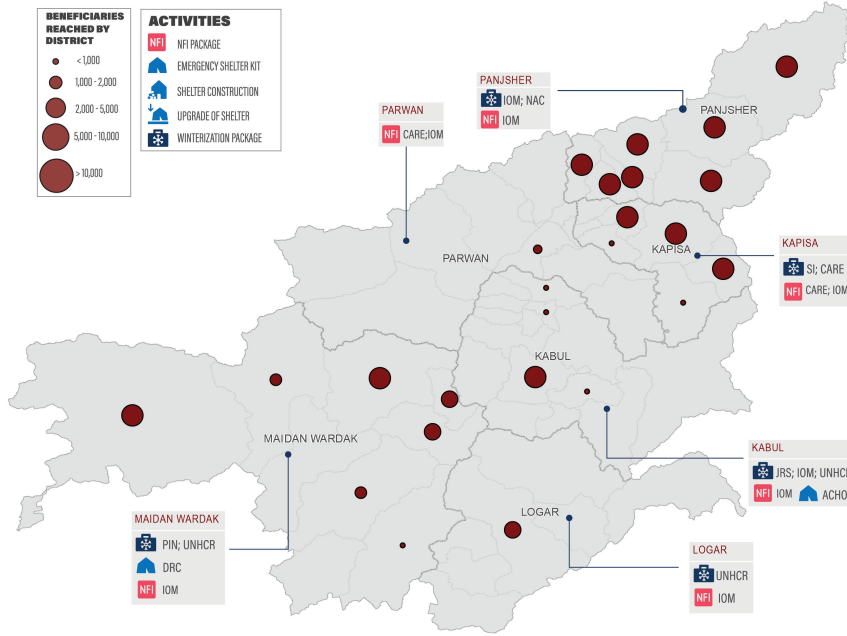 BENEFICIARIES
REACHED BY
DISTRICT
< 1,000
1,000 - 2,000
2,000 - 5,000
5,000 - 10,000
> 10,000
ACTIVITIES
NFI NFI PACKAGE
EMERGENCY SHELTER KIT
SHELTER CONSTRUCTION
UPGRADE OF SHELTER
WINTERIZATION PACKAGE
PARWAN
NFI CARE;IOM
PANJSHER
IOM; NAC
NFI IOM
PANJSHER
KAPISA
KAPISA
SI; CARE
NFI CARE; IOM
PARWAN
KABUL
MAIDAN WARDAK
KABUL
JRS; IOM; UNHCR
NFI IOM ACHO
LOGAR
MAIDAN WARDAK
PIN; UNHCR
DRC
NFI IOM
LOGAR
UNHCR
NFI IOM